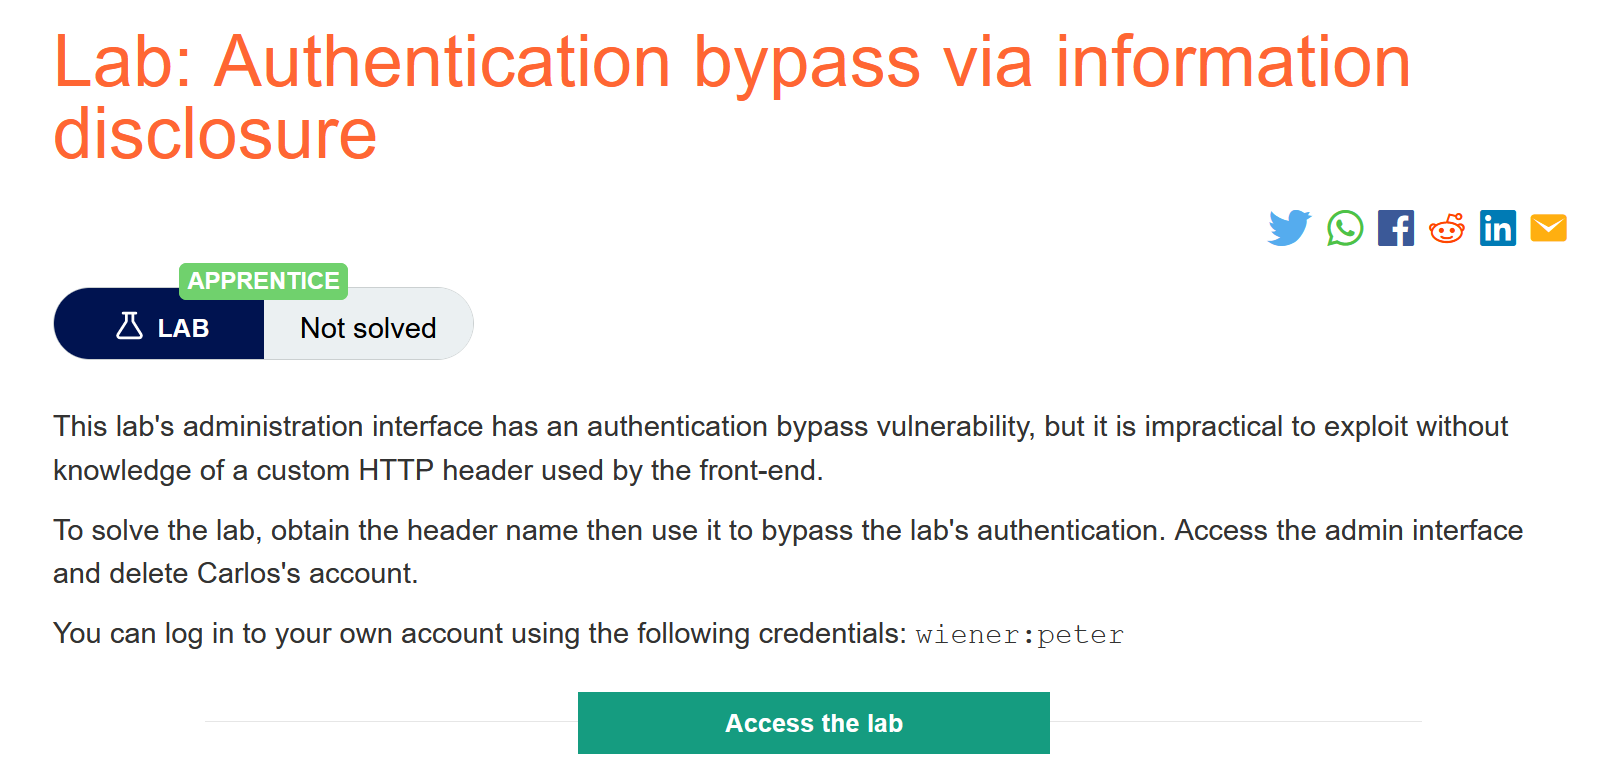 Lab: Authentication bypass via information
disclosure
APPRENTICE
LAB
Not solved
This lab's administration interface has an authentication bypass vulnerability, but it is impractical to exploit without
knowledge of a custom HTTP header used by the front-end.
To solve the lab, obtain the header name then use it to bypass the lab's authentication. Access the admin interface
and delete Carlos's account.
You can log in to your own account using the following credentials: wiener:peter
Access the lab